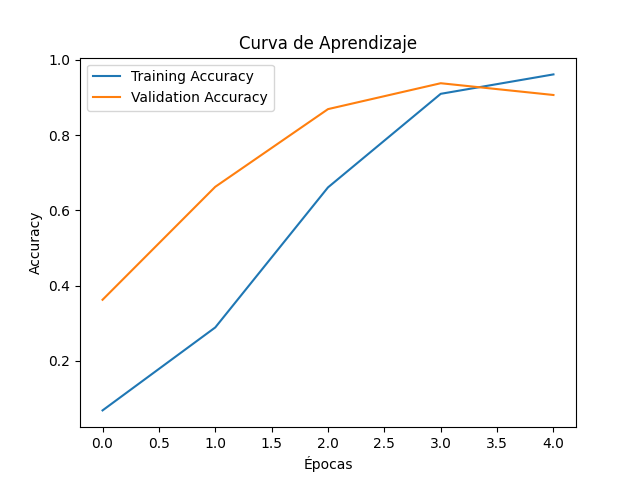 Curva de Aprendizaje
Training Accuracy
Validation Accuracy
Accuracy
1.0
0.8
0.6
0.4
0.2
0.0 0.5 1.0 1.5 2.0 2.5 3.0 3.5 4.0
Épocas